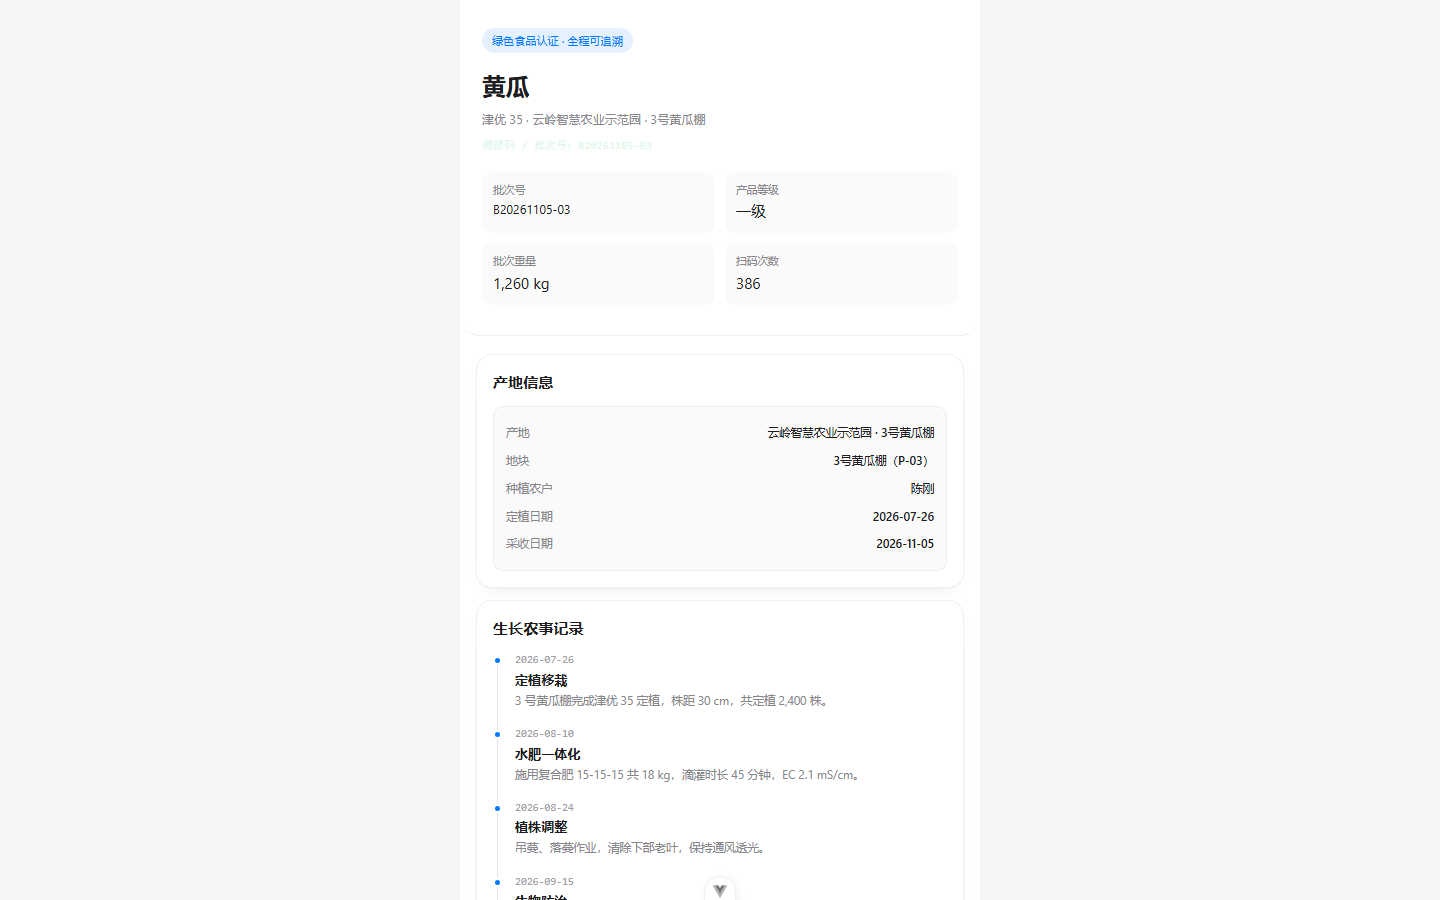 绿色食品认证 · 全程可追溯
黄瓜
津优 35 · 云岭智慧农业示范园 · 3号黄瓜棚
溯源码 / 批次号: B20261105-03
批次号
B20261105-03
产品等级
一级
批次重量
1,260 kg
扫码次数
386
产地信息
产地 云岭智慧农业示范园 · 3号黄瓜棚
地块 3号黄瓜棚（P-03）
种植农户 陈刚
定植日期 2026-07-26
采收日期 2026-11-05
生长农事记录
2026-07-26
定植移栽
3 号黄瓜棚完成津优 35 定植，株距 30 cm，共定植 2,400 株。
2026-08-10
水肥一体化
施用复合肥 15-15-15 共 18 kg，滴灌时长 45 分钟，EC 2.1 mS/cm。
2026-08-24
植株调整
吊蔓、落蔓作业，清除下部老叶，保持通风透光。
2026-09-15
生物防治